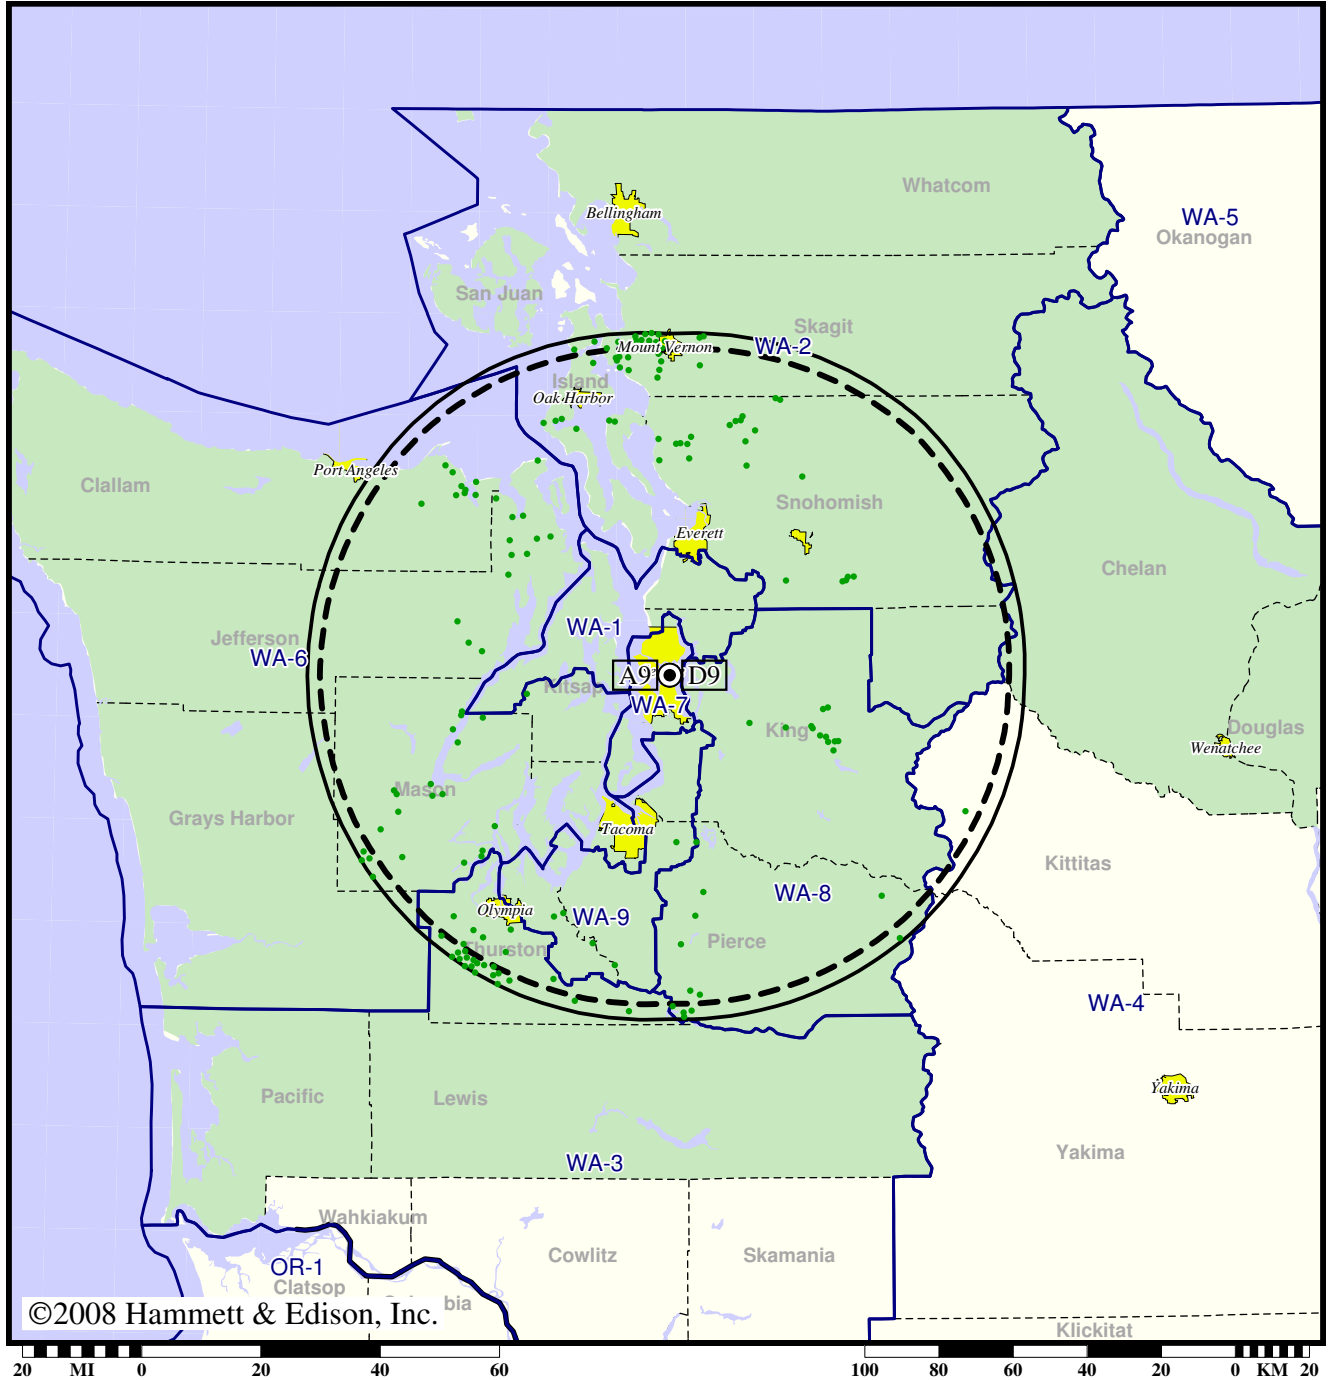 Whatcom
Bellingham
WA-5
Okanogan
San Juan
Skagit
Mount Vernon
WA-2
Island
Oak Harbor
Port Angeles
Clallam
Snohomish
Everett
Chelan
WA-1
Jefferson
WA-6
A9
D9
Kitsap
WA-7
King
Douglas
Wenatchee
Mason
Grays Harbor
Tacoma
Kittitas
WA-8
Olympia
WA-9
Thurston
Pierce
WA-4
Yakima
Pacific
Lewis
Yakima
WA-3
Wahkiakum
Cowlitz
Skamania
OR-1
Clatsop
bia
©2008 Hammett & Edison, Inc.
Klickitat
20 MI 0 20 40 60
100 80 60 40 20 0 KM 20